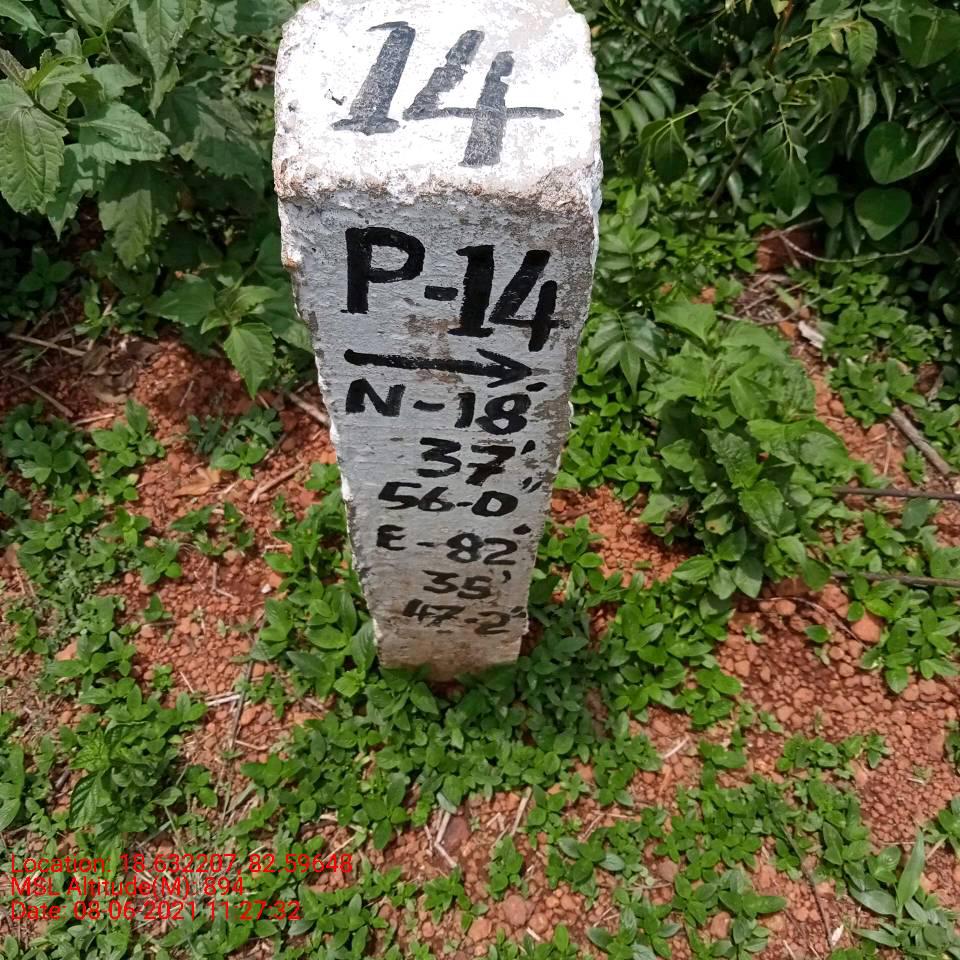 14
P-14
N-18°
37'
56.0"
E-82°
35'
47.2"
Location: 18.632207, 82.59648
MSL Altitude(M): 894
Date: 08-06-2021 11:27:32